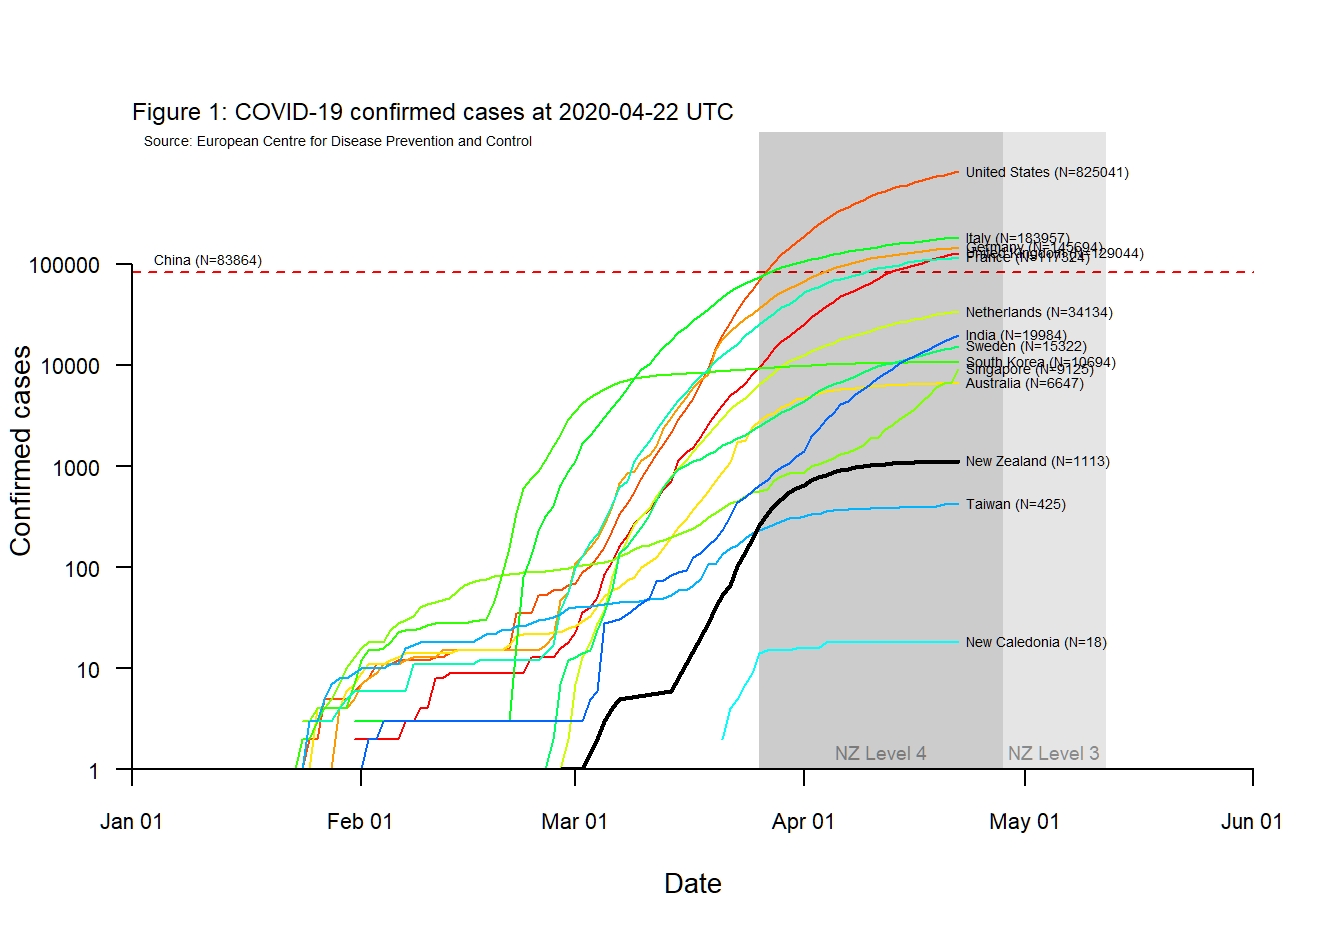 Figure 1: COVID-19 confirmed cases at 2020-04-22 UTC
Source: European Centre for Disease Prevention and Control
United States (N=825041)
Italy (N=183957)
Germany (N=145694)
United Kingdom (N=129044)
France (N=117324)
China (N=83864)
Netherlands (N=34134)
India (N=19984)
Sweden (N=15322)
South Korea (N=10694)
Singapore (N=9125)
Australia (N=6647)
New Zealand (N=1113)
Taiwan (N=425)
New Caledonia (N=18)
NZ Level 4
NZ Level 3
Confirmed cases
100000
10000
1000
100
10
1
Jan 01
Feb 01
Mar 01
Apr 01
May 01
Jun 01
Date